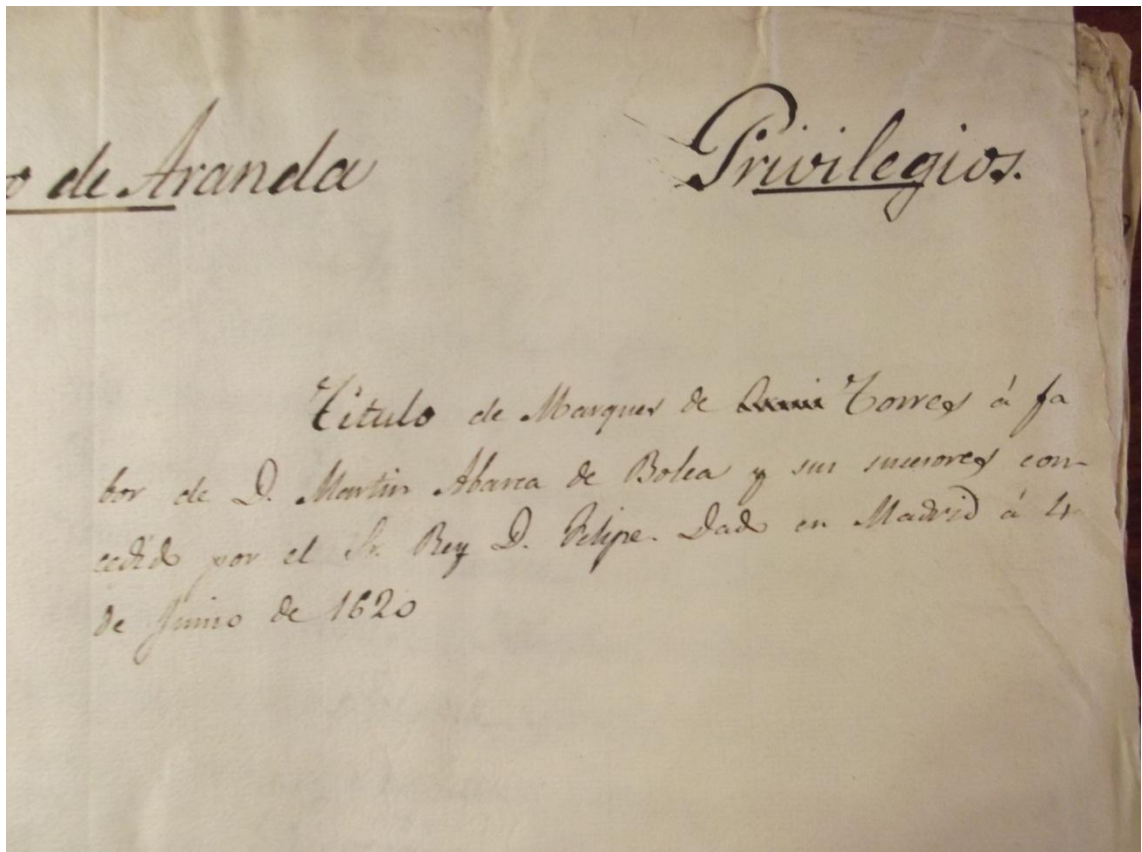 o de Aranda
Privilegios.
Titulo de Marques de Torres á fa
bor de D. Martin Abarca de Bolea y sus sucesores con-
cedido por el Sr. Rey D. Felipe. Dado en Madrid á 4
de Junio de 1620